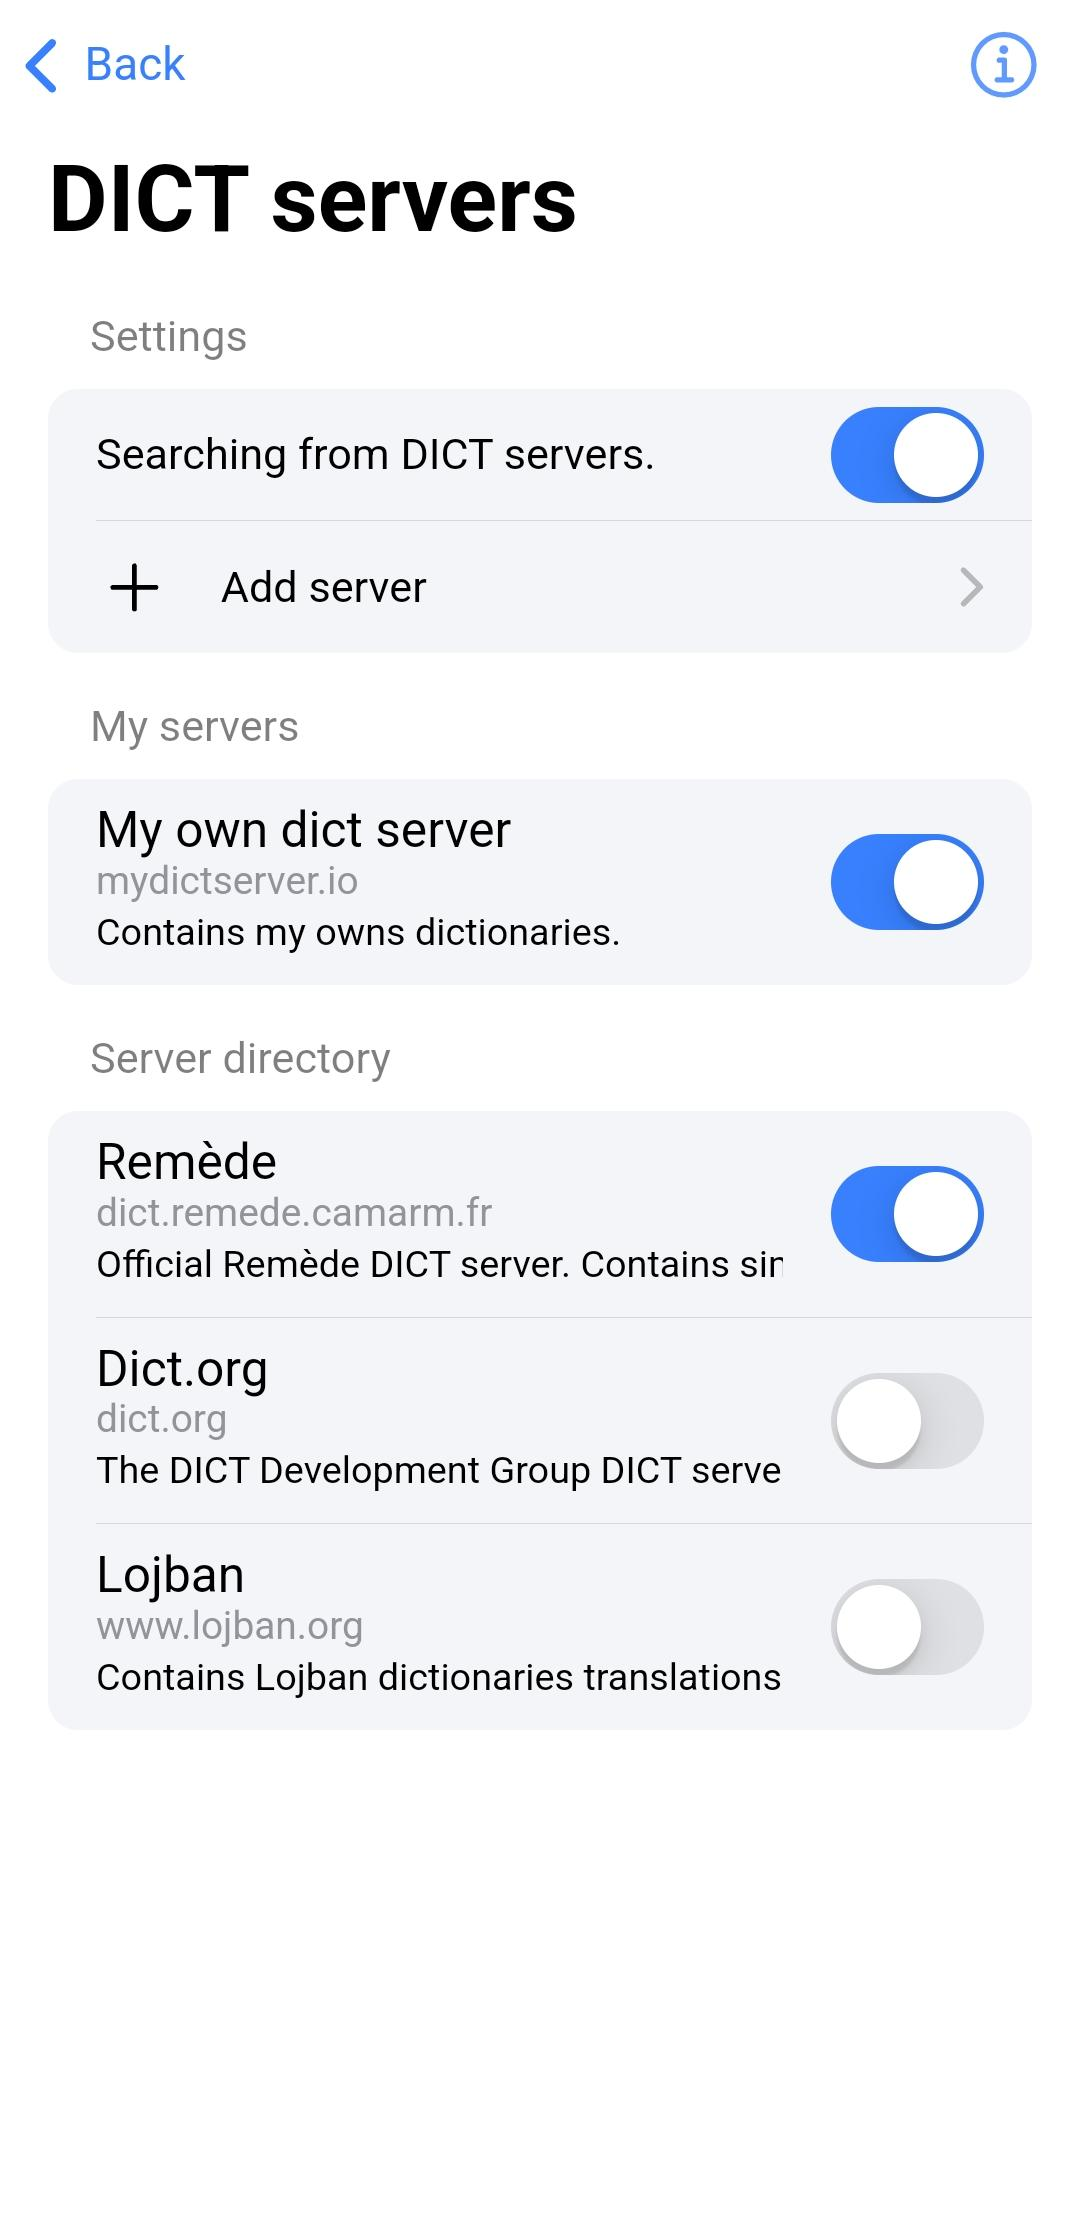 Back
DICT servers
Settings
Searching from DICT servers.
Add server
My servers
My own dict server
mydictserver.io
Contains my owns dictionaries.
Server directory
Remède
dict.remede.camarm.fr
Official Remède DICT server. Contains
Dict.org
dict.org
The DICT Development Group DICT serve
Lojban
www.lojban.org
Contains Lojban dictionaries translations